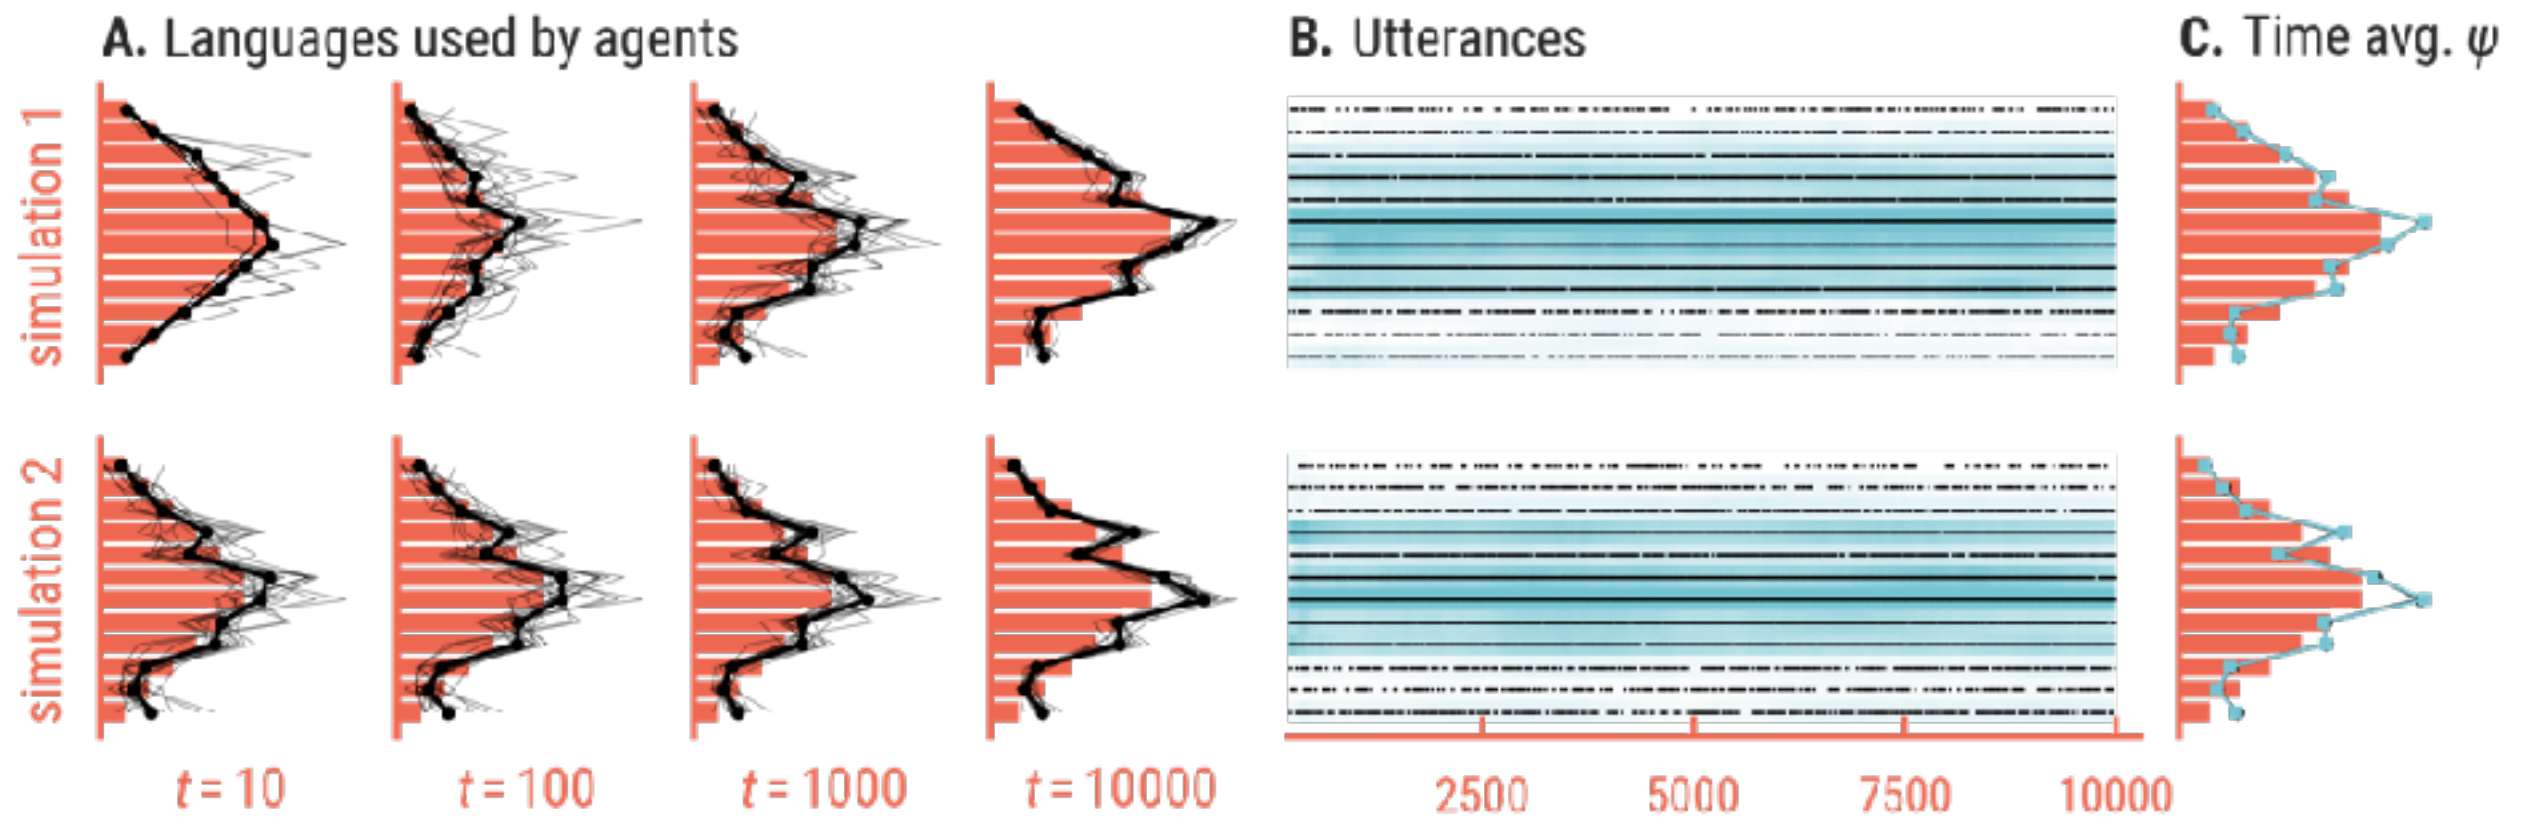 A. Languages used by agents
B. Utterances
C. Time avg. ψ
simulation 1
simulation 2
t = 10
t = 100
t = 1000
t = 10000
2500
5000
7500
10000